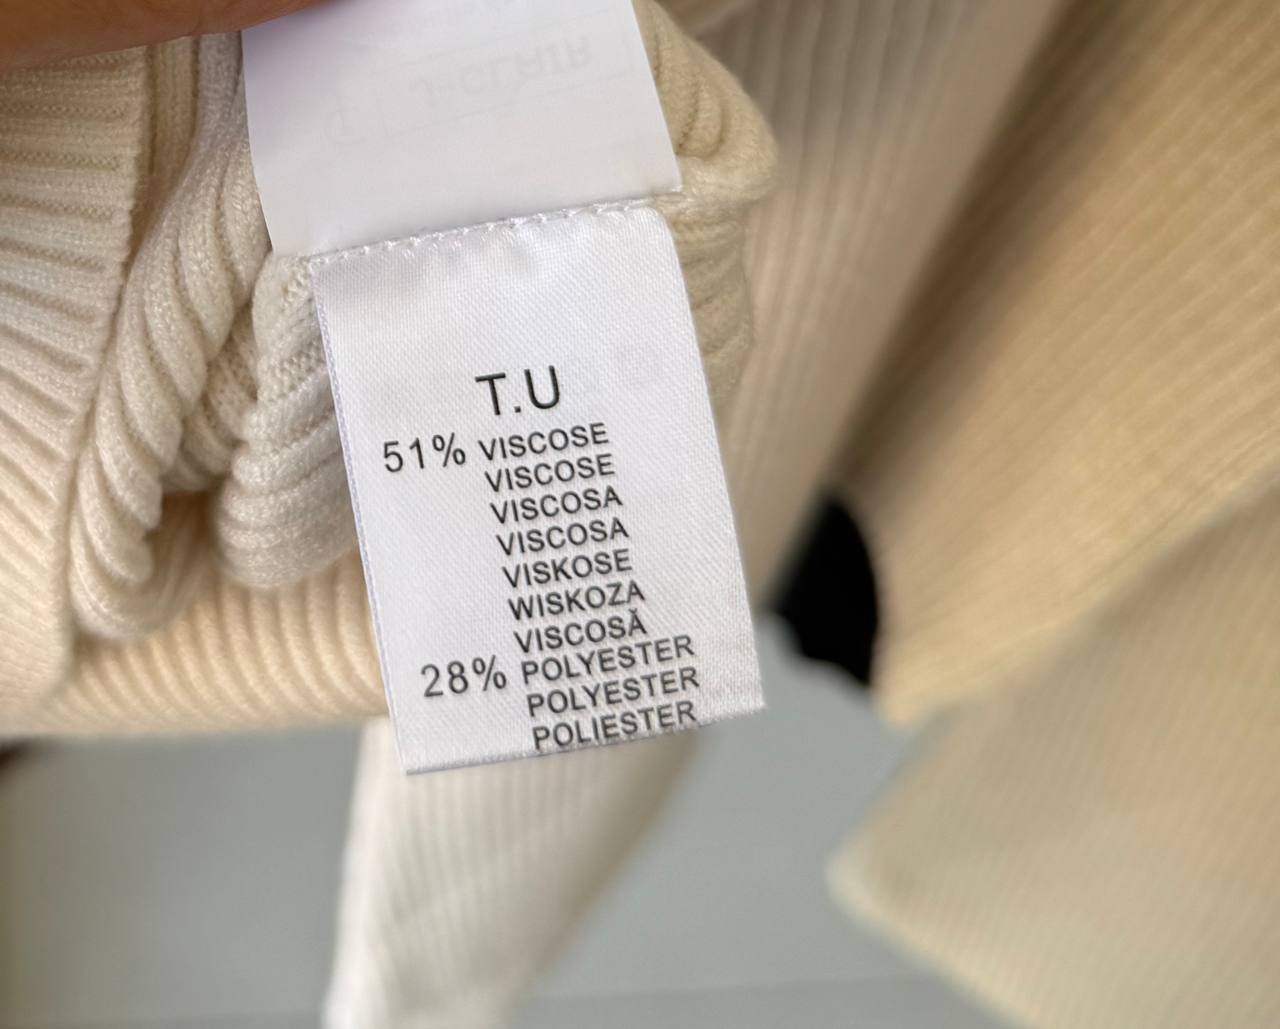 T.U
51% VISCOSE
VISCOSE
VISCOSA
VISCOSA
VISKOSE
WISKOZA
VISCOSĂ
28% POLYESTER
POLYESTER
POLIESTER